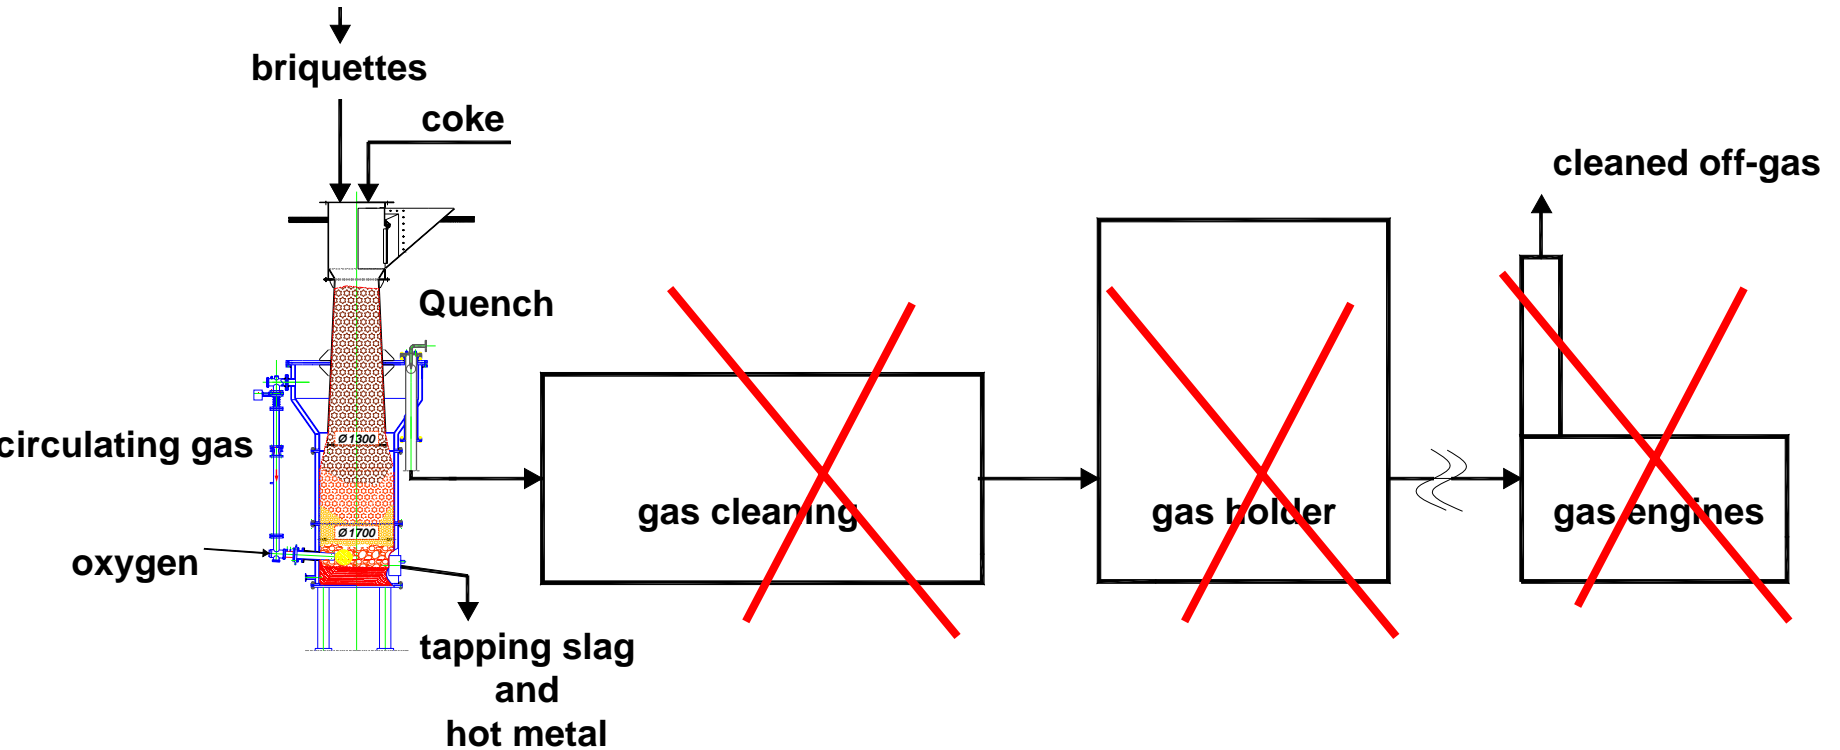 briquettes
coke
cleaned off-gas
Quench
Ø1300
circulating gas
gas cleaning
gas holder
gas engines
Ø1700
oxygen
tapping slag
and
hot metal